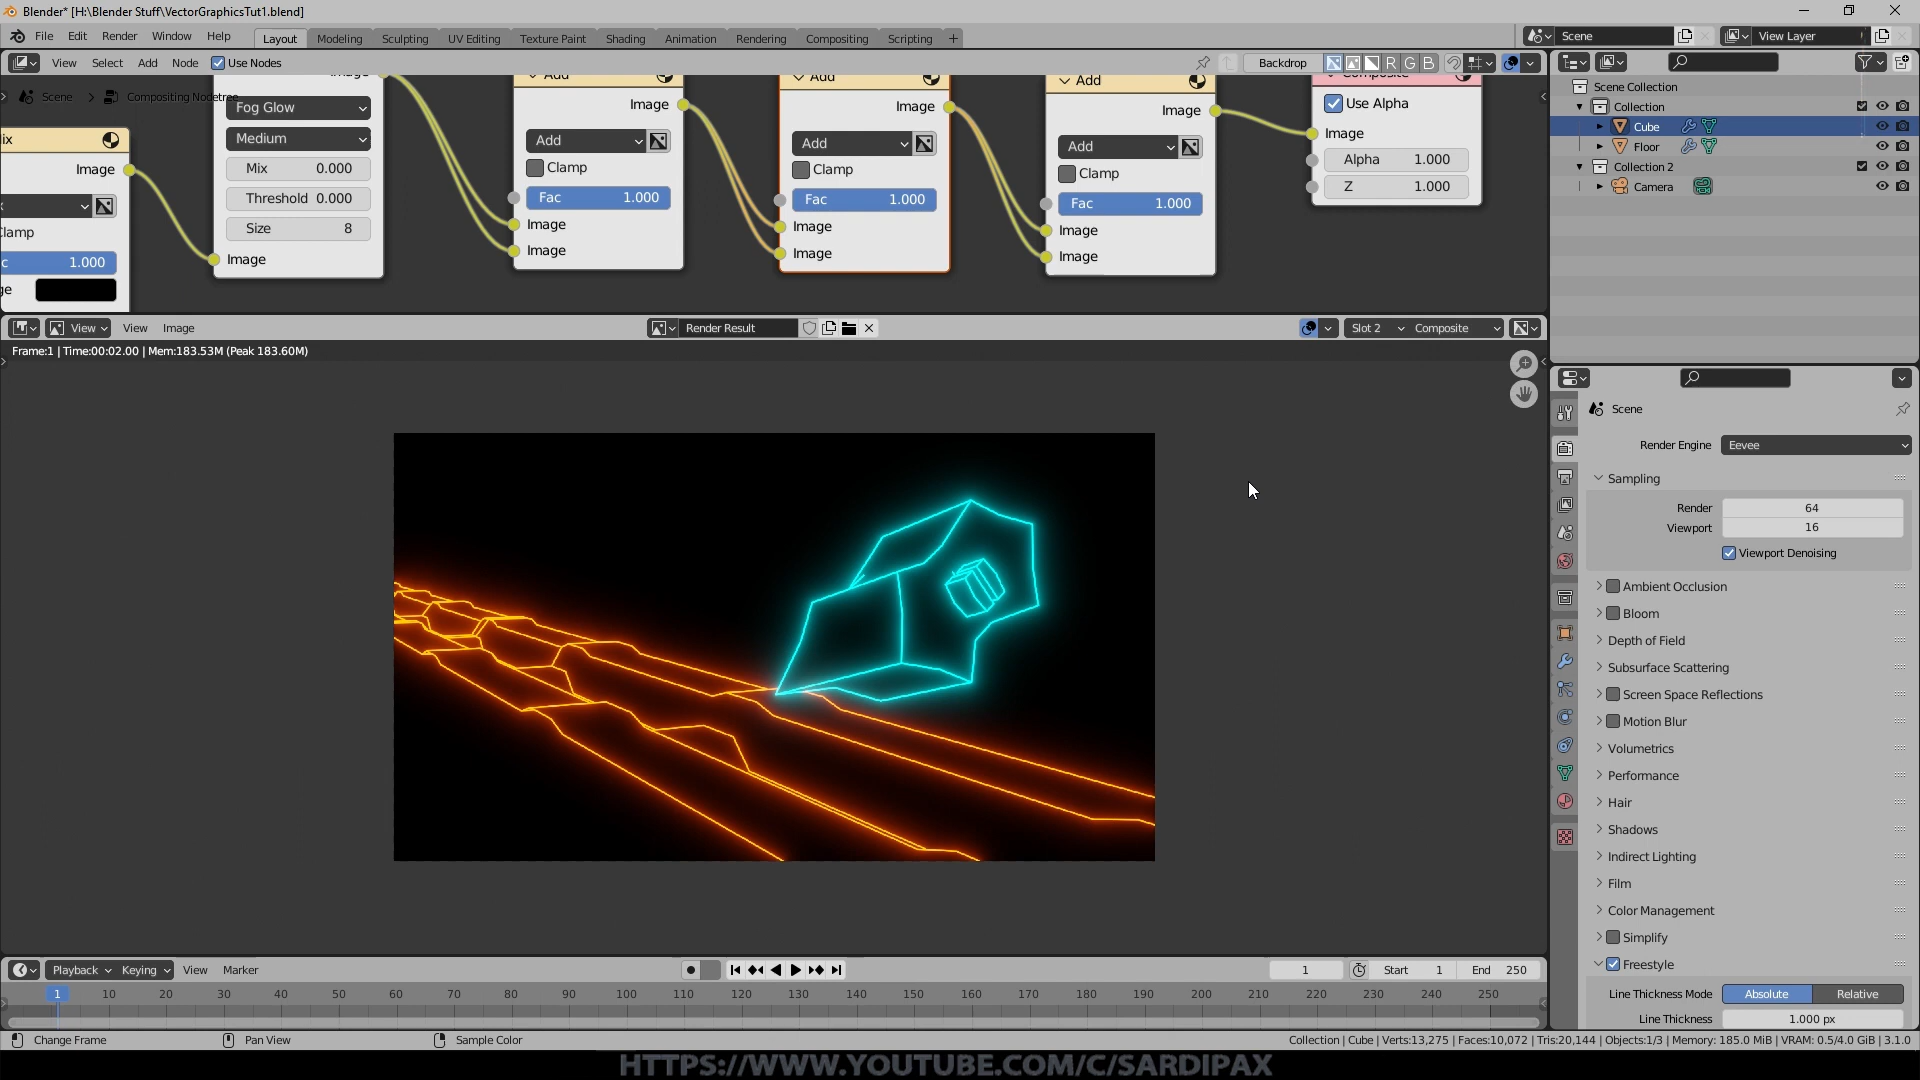 Blender* [H:\Blender Stuff\VectorGraphicsTut1.blend]
File Edit Render Window Help Layout Modeling Sculpting UV Editing Texture Paint Shading Animation Rendering Compositing Scripting Scene View Layer
View Select Add Node Use Nodes Backdrop R G B
Scene Compositing Nodetree
Fog Glow
Medium
Mix 0.000
Threshold 0.000
Size 8
Image
Image
1.000
Add
Image
Add
Clamp
Fac 1.000
Image
Image
Add
Image
Add
Clamp
Fac 1.000
Image
Image
Add
Image
Add
Clamp
Fac 1.000
Image
Image
Use Alpha
Image
Alpha 1.000
Z 1.000
Scene Collection
Collection
Cube
Floor
Collection 2
Camera
View View Image Render Result Slot 2 Composite
Frame:1 | Time:00:02.00 | Mem:183.53M (Peak 183.60M)
Scene
Render Engine Eevee
Sampling
Render 64
Viewport 16
Viewport Denoising
Ambient Occlusion
Bloom
Depth of Field
Subsurface Scattering
Screen Space Reflections
Motion Blur
Volumetrics
Performance
Hair
Shadows
Indirect Lighting
Film
Color Management
Simplify
Freestyle
Line Thickness Mode Absolute Relative
Line Thickness 1.000 px
Playback Keying View Marker 1 Start 1 End 250
1 10 20 30 40 50 60 70 80 90 100 110 120 130 140 150 160 170 180 190 200 210 220 230 240 250
Change Frame Pan View Sample Color Collection | Cube | Verts:13,275 | Faces:10,072 | Tris:20,144 | Objects:1/3 | Memory: 185.0 MiB | VRAM: 0.5/4.0 GiB | 3.1.0
HTTPS://WWW.YOUTUBE.COM/C/SARDIPAX